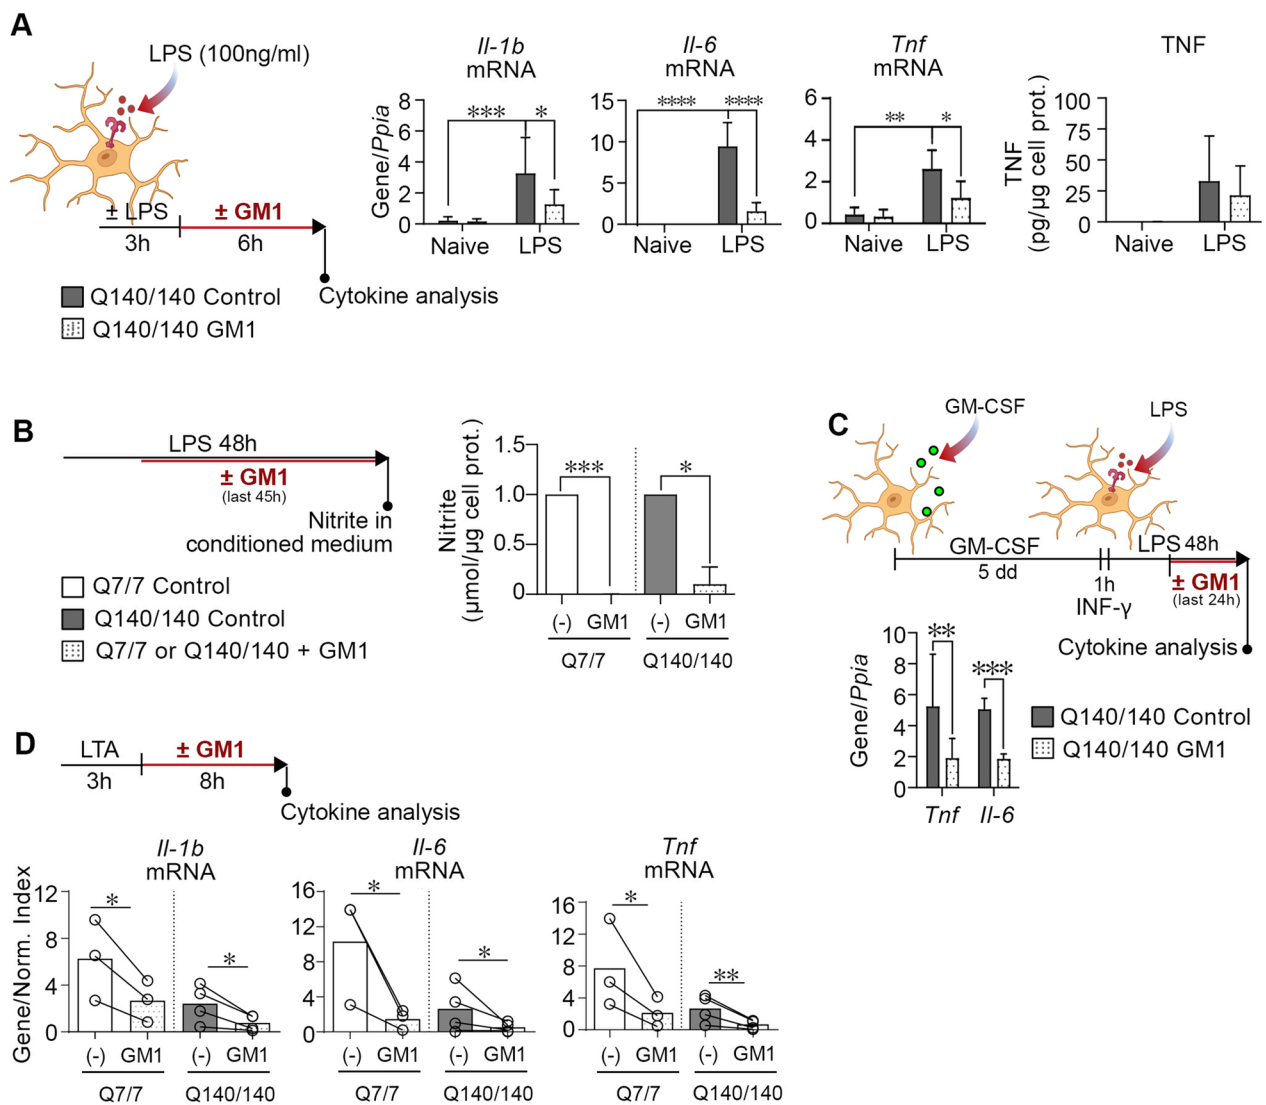 A
LPS (100ng/ml)
± LPS
± GM1
3h
6h
Cytokine analysis
Q140/140 Control
Q140/140 GM1
Il-1b
mRNA
Gene/Ppia
8
6
4
2
0
***
*
Naive
LPS
Il-6
mRNA
15
10
5
0
****
****
Naive
LPS
Tnf
mRNA
6
4
2
0
**
*
Naive
LPS
TNF
TNF
(pg/µg cell prot.)
100
75
50
25
0
Naive
LPS
B
LPS 48h
± GM1
(last 45h)
Nitrite in
conditioned medium
Q7/7 Control
Q140/140 Control
Q7/7 or Q140/140 + GM1
Nitrite
(µmol/µg cell prot.)
1.5
1.0
0.5
0
***
*
(-)
GM1
(-)
GM1
Q7/7
Q140/140
C
GM-CSF
LPS
GM-CSF
5 dd
1h
INF-γ
LPS 48h
± GM1
(last 24h)
Cytokine analysis
Gene/Ppia
10
8
6
4
2
0
**
***
Tnf
Il-6
Q140/140 Control
Q140/140 GM1
D
LTA
± GM1
3h
8h
Cytokine analysis
Gene/Norm. Index
Il-1b
mRNA
12
8
4
0
*
*
(-)
GM1
(-)
GM1
Q7/7
Q140/140
Il-6
mRNA
16
12
8
4
0
*
*
(-)
GM1
(-)
GM1
Q7/7
Q140/140
Tnf
mRNA
16
12
8
4
0
*
**
(-)
GM1
(-)
GM1
Q7/7
Q140/140